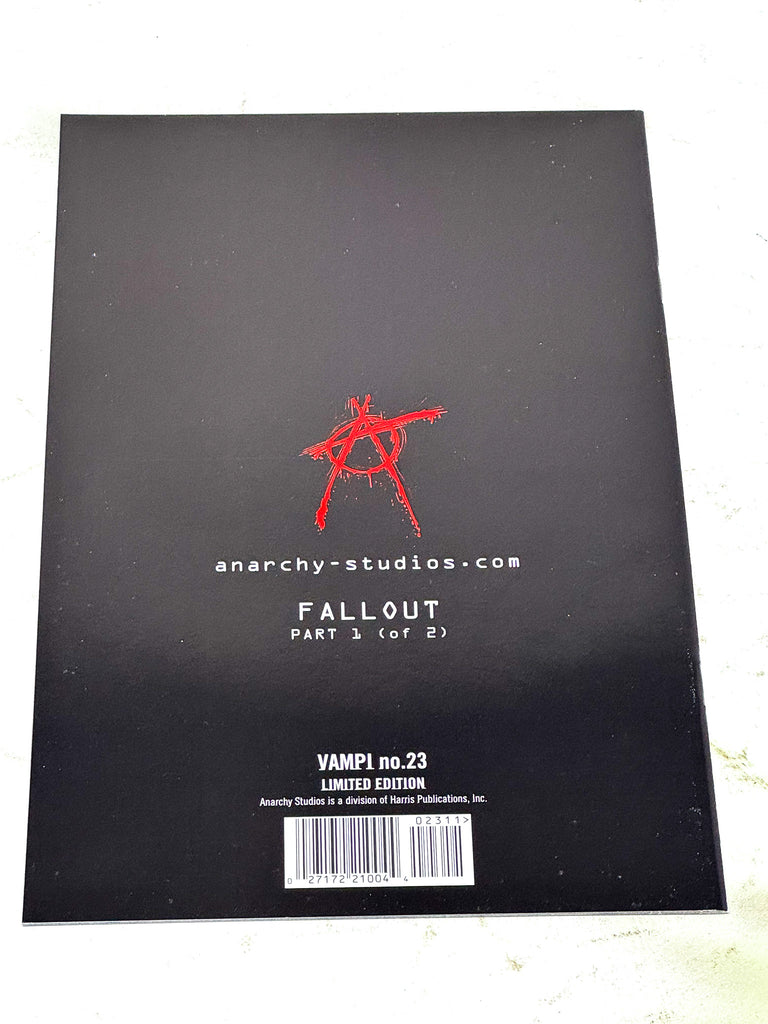 anarchy-studios.com
FALLOUT
PART 1 (of 2)
VAMPI no.23
LIMITED EDITION
Anarchy Studios is a division of Harris Publications, Inc.
02311>
0 27172 21004 4